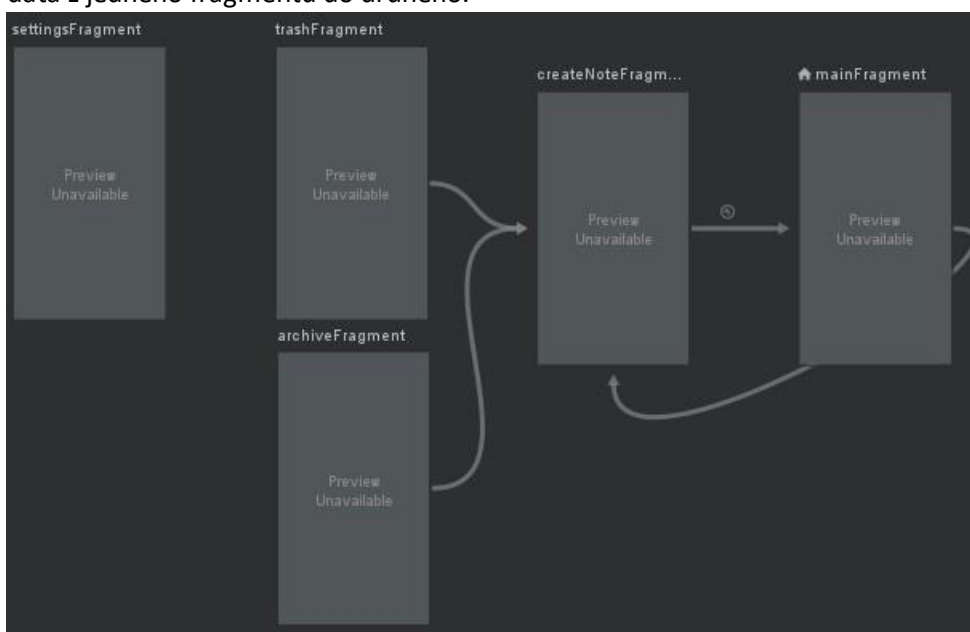 data z jednoho fragmentu do druhého.
settingsFragment
trashFragment
createNoteFragm...
mainFragment
Preview
Unavailable
Preview
Unavailable
Preview
Unavailable
Preview
Unavailable
archiveFragment
Preview
Unavailable